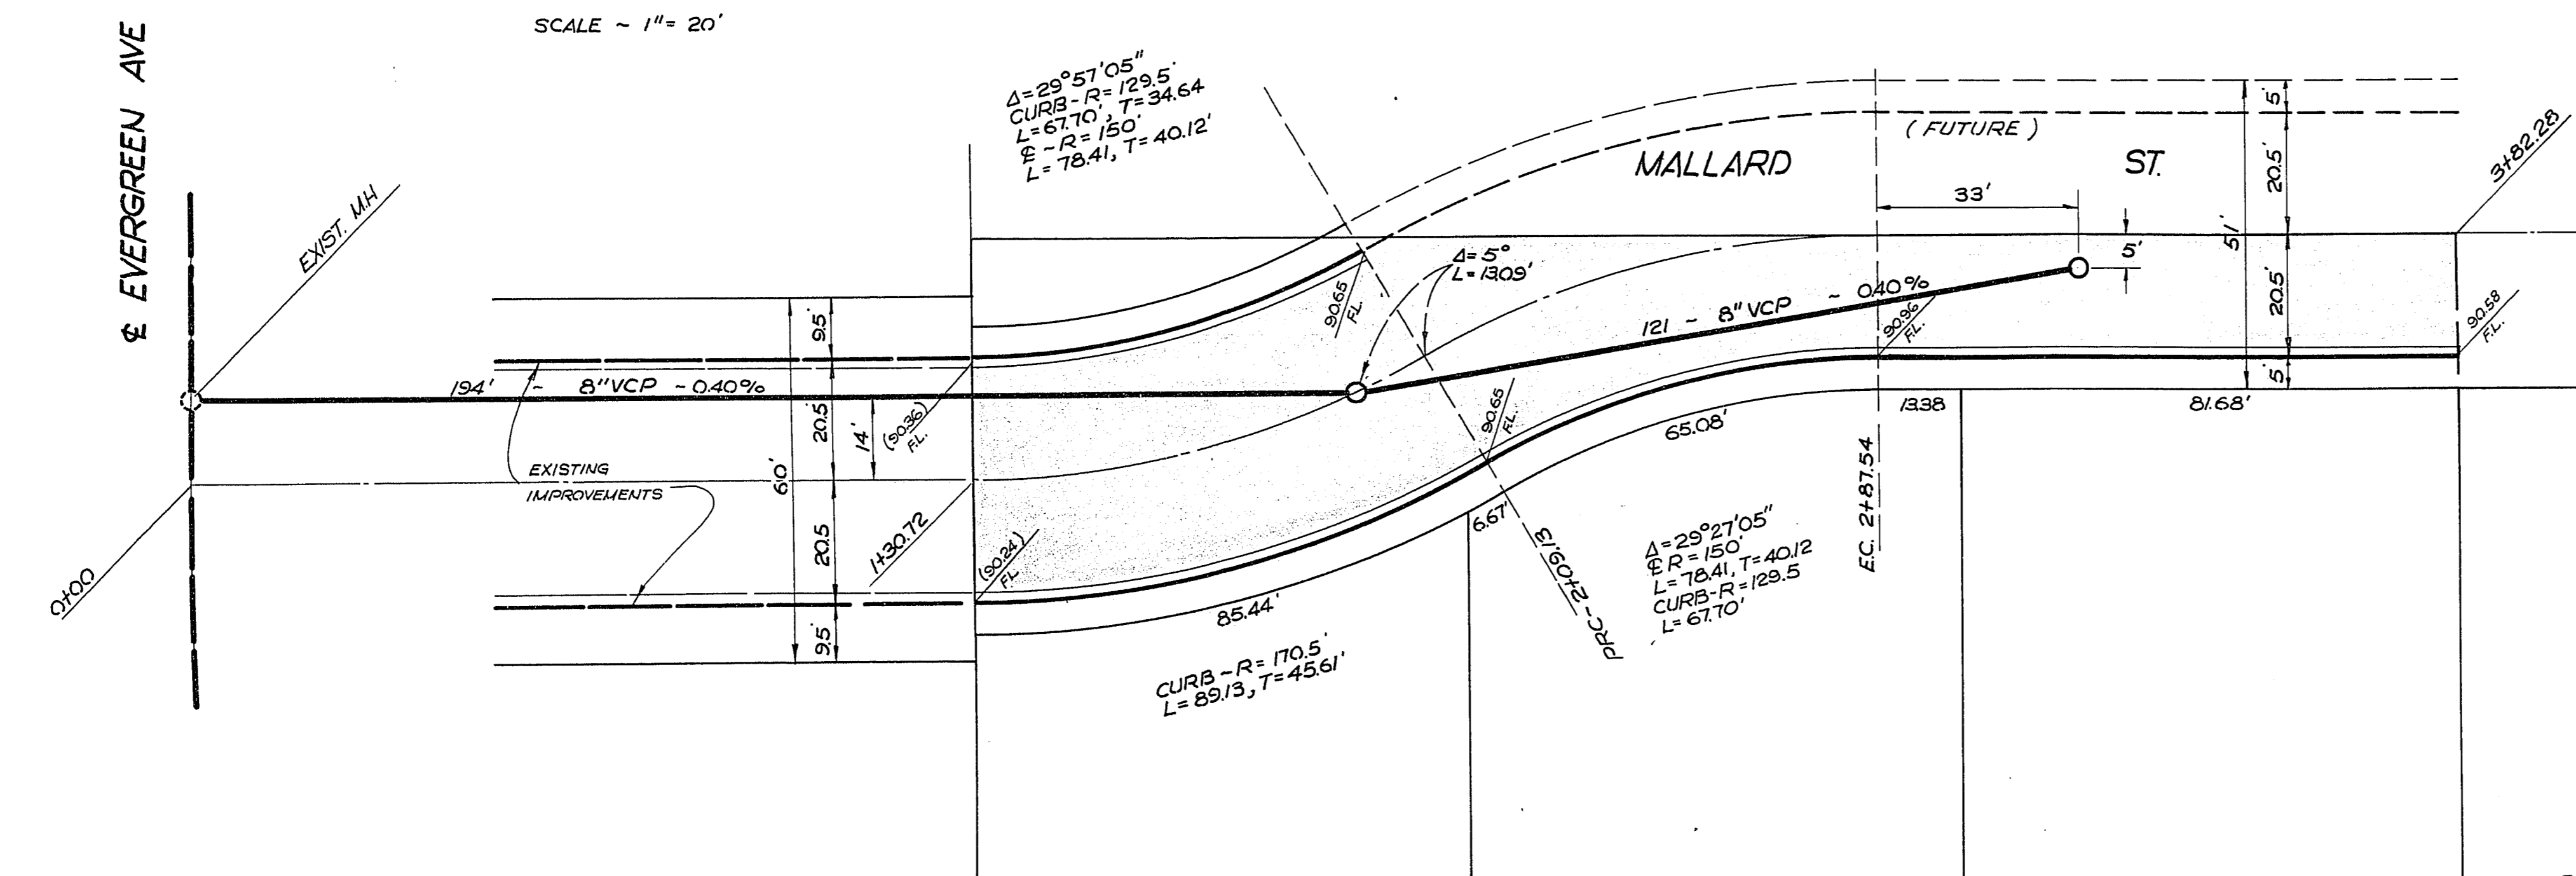 SCALE ~ 1"= 20'
℄ EVERGREEN AVE
EXIST. M.H
0+00
Δ=29°57'05"
CURB-R=129.5'
L=67.70', T=34.64
℄ ~R=150'
L=78.41, T=40.12'
MALLARD ST.
(FUTURE)
33'
5'
20.5'
51'
5'
20.5'
5'
3+82.28
90.58
F.L.
Δ=5°
L=13.09'
90.65
F.L.
121 ~ 8" VCP ~ 0.40%
90.96
F.L.
194' ~ 8" VCP ~0.40%
9.5'
20.5'
14'
60'
20.5
9.5'
(90.36)
F.L.
EXISTING
IMPROVEMENTS
1+30.72
(90.24)
F.L.
90.65
F.L.
85.44'
6.67'
65.08'
13.38
81.68'
PRC~2+09.13
E.C. 2+87.54
Δ=29°27'05"
℄ R=150'
L=78.41, T=40.12
CURB-R=129.5
L=67.70'
CURB~R=170.5'
L=89.13, T=45.61'